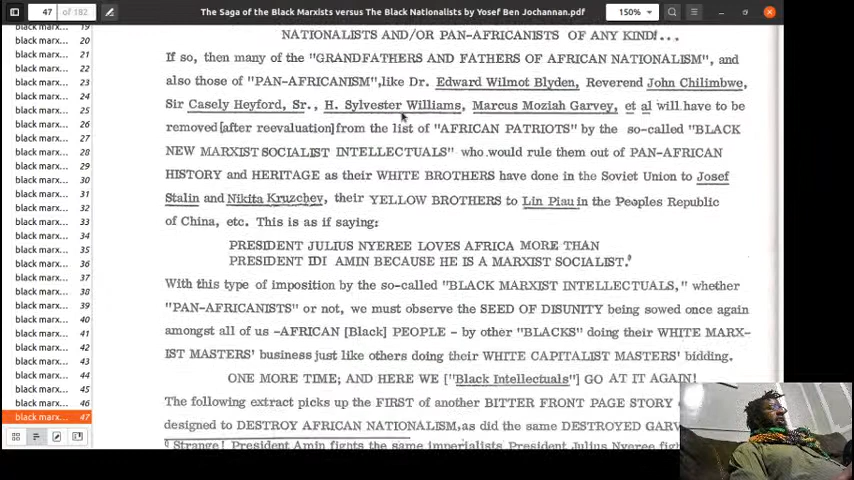 47 of 182
The Saga of the Black Marxists versus The Black Nationalists by Yosef Ben Jochannan.pdf
150%
19
black marx... 20
black marx... 21
black marx... 22
black marx... 23
black marx... 24
black marx... 25
black marx... 26
black marx... 27
black marx... 28
black marx... 29
black marx... 30
black marx... 31
black marx... 32
black marx... 33
black marx... 34
black marx... 35
black marx... 36
black marx... 37
black marx... 38
black marx... 39
black marx... 40
black marx... 41
black marx... 42
black marx... 43
black marx... 44
black marx... 45
black marx... 46
black marx... 47
NATIONALISTS AND/OR PAN-AFRICANISTS OF ANY KIND!...
If so, then many of the "GRANDFATHERS AND FATHERS OF AFRICAN NATIONALISM", and
also those of "PAN-AFRICANISM",like Dr. Edward Wilmot Blyden, Reverend John Chilimbwe,
Sir Casely Heyford, Sr., H. Sylvester Williams, Marcus Moziah Garvey, et al will have to be
removed[after reevaluation]from the list of "AFRICAN PATRIOTS" by the so-called "BLACK
NEW MARXIST SOCIALIST INTELLECTUALS" who would rule them out of PAN-AFRICAN
HISTORY and HERITAGE as their WHITE BROTHERS have done in the Soviet Union to Josef
Stalin and Nikita Kruzchev, their YELLOW BROTHERS to Lin Piau in the Peoples Republic
of China, etc. This is as if saying:
PRESIDENT JULIUS NYEREE LOVES AFRICA MORE THAN
PRESIDENT IDI AMIN BECAUSE HE IS A MARXIST SOCIALIST.⁹
With this type of imposition by the so-called "BLACK MARXIST INTELLECTUALS," whether
"PAN-AFRICANISTS" or not, we must observe the SEED OF DISUNITY being sowed once again
amongst all of us -AFRICAN [Black] PEOPLE - by other "BLACKS" doing their WHITE MARX-
IST MASTERS' business just like others doing their WHITE CAPITALIST MASTERS' bidding.
ONE MORE TIME; AND HERE WE ["Black Intellectuals"] GO AT IT AGAIN!
The following extract picks up the FIRST of another BITTER FRONT PAGE STORY
designed to DESTROY AFRICAN NATIONALISM,as did the same DESTROYED GARV
Strange! President Amin fights the same imperialists President Julius Nyeree